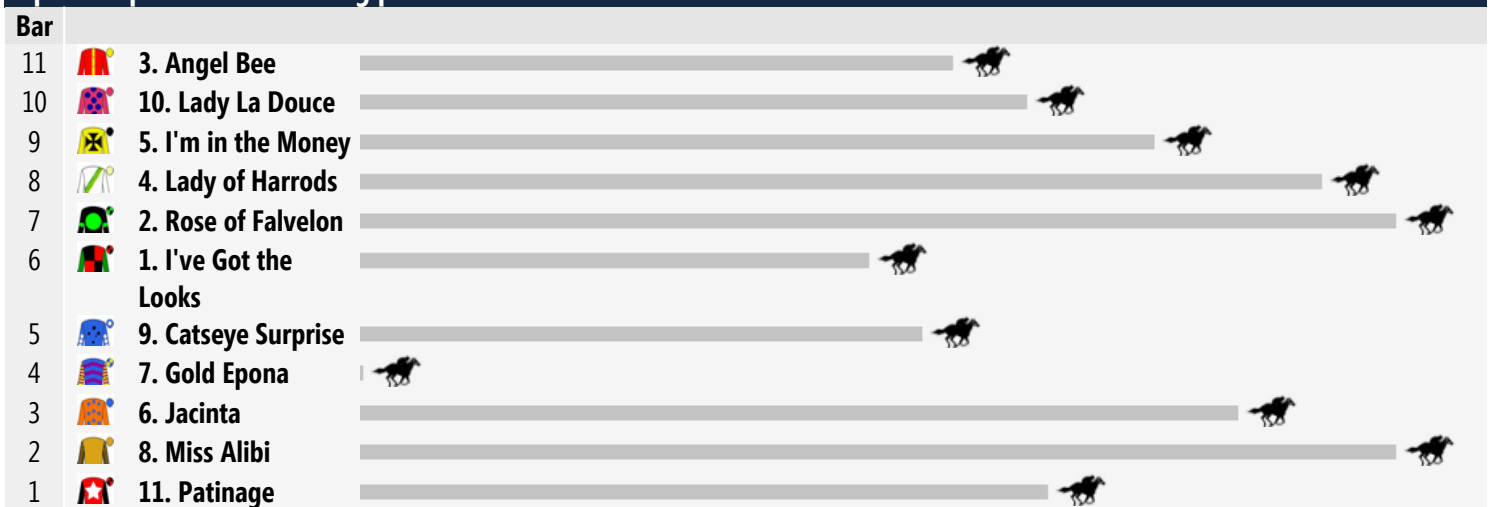 Bar
11 3. Angel Bee
10 10. Lady La Douce
9 5. I'm in the Money
8 4. Lady of Harrods
7 2. Rose of Falvelon
6 1. I've Got the
Looks
5 9. Catseye Surprise
4 7. Gold Epona
3 6. Jacinta
2 8. Miss Alibi
1 11. Patinage